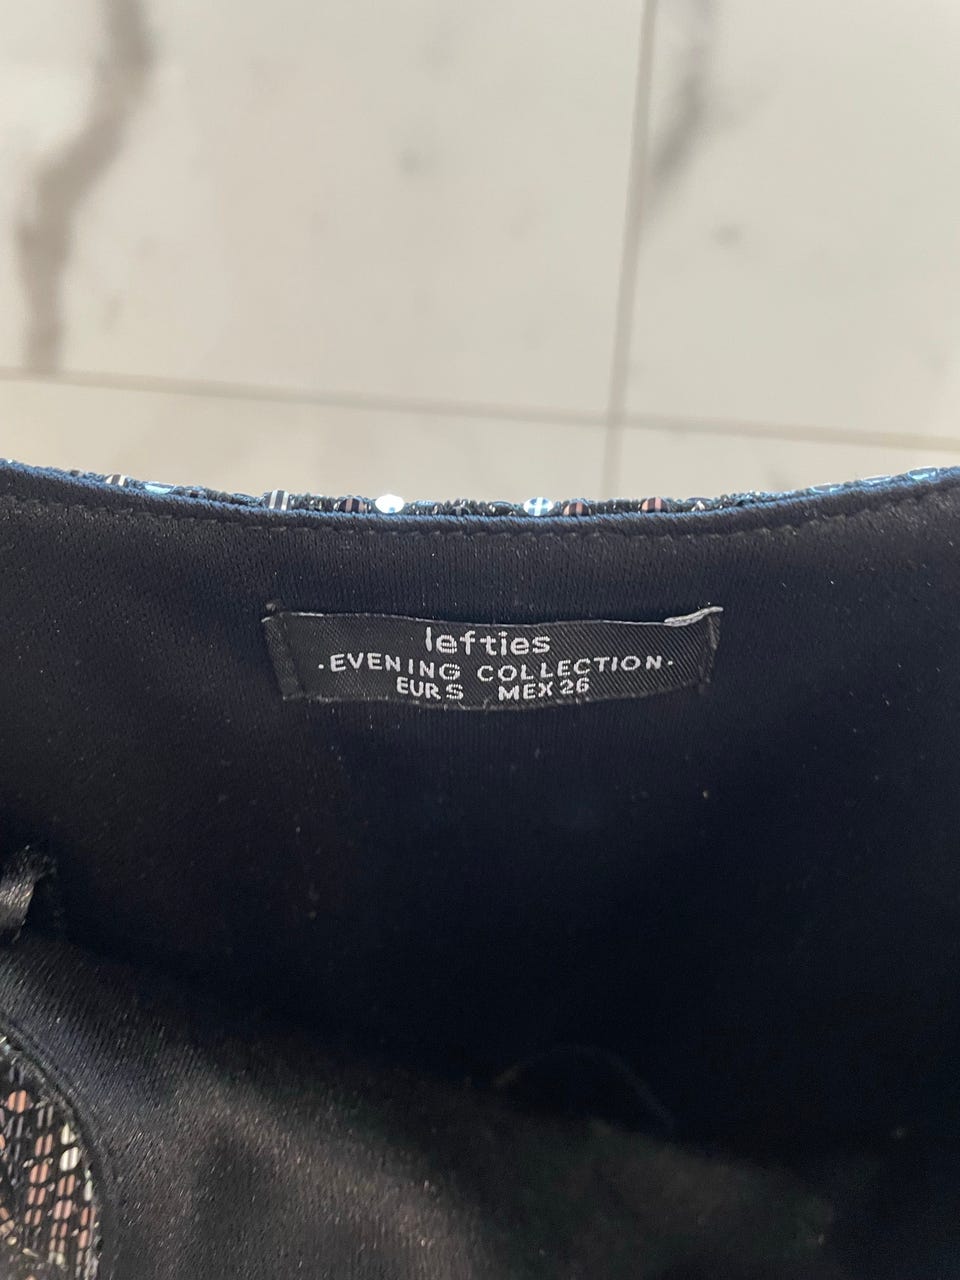 lefties
·EVENING COLLECTION·
EUR S MEX 26